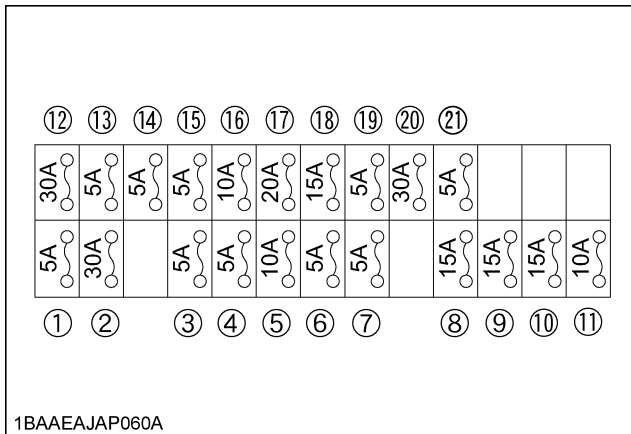 ⑫ ⑬ ⑭ ⑮ ⑯ ⑰ ⑱ ⑲ ⑳ ㉑
30A 5A 5A 5A 10A 20A 15A 5A 30A 5A
5A 30A 5A 5A 10A 5A 5A 15A 15A 15A 10A
① ② ③ ④ ⑤ ⑥ ⑦ ⑧ ⑨ ⑩ ⑪
1BAAEAJAP060A